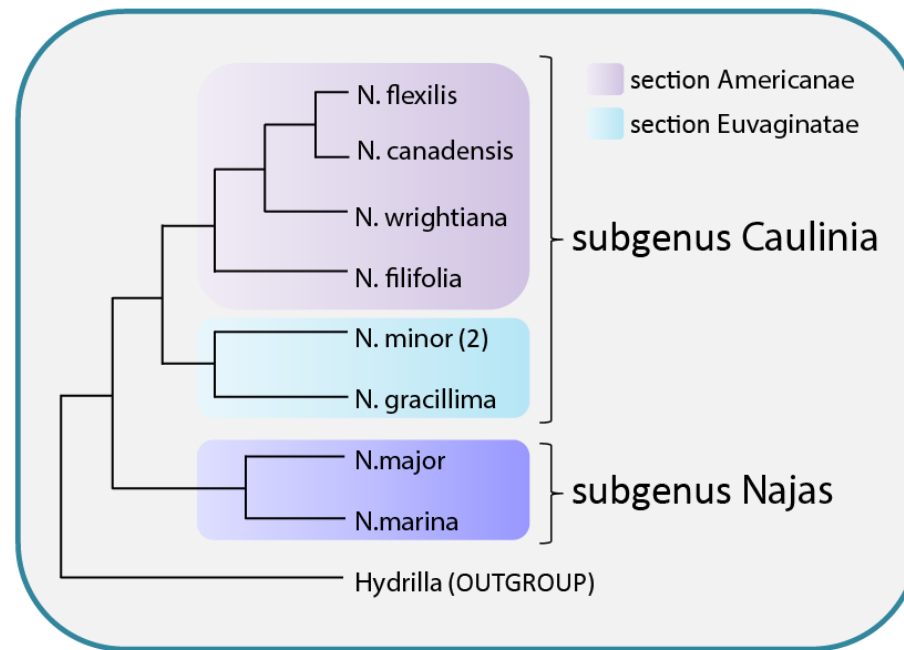 N. flexilis
section Americanae
section Euvaginatae
N. canadensis
N. wrightiana
subgenus Caulinia
N. filifolia
N. minor (2)
N. gracillima
N.major
subgenus Najas
N.marina
Hydrilla (OUTGROUP)